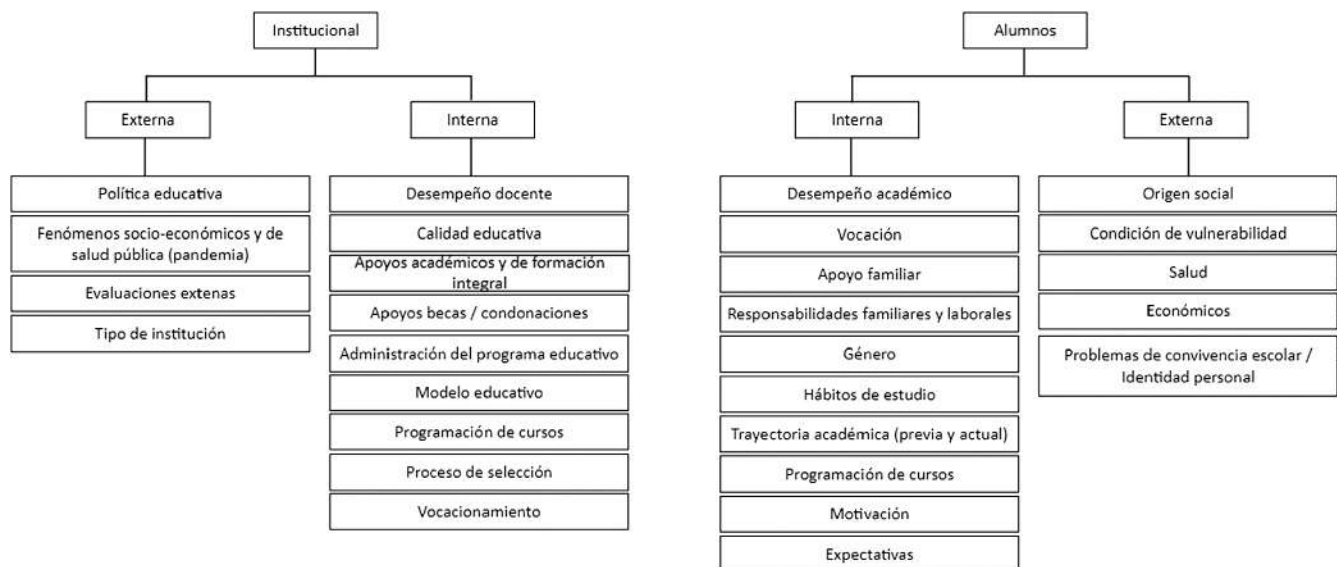 Institucional
Externa
Política educativa
Fenómenos socio-económicos y de
salud pública (pandemia)
Evaluaciones extenas
Tipo de institución
Interna
Desempeño docente
Calidad educativa
Apoyos académicos y de formación
integral
Apoyos becas / condonaciones
Administración del programa educativo
Modelo educativo
Programación de cursos
Proceso de selección
Vocacionamiento
Alumnos
Interna
Desempeño académico
Vocación
Apoyo familiar
Responsabilidades familiares y laborales
Género
Hábitos de estudio
Trayectoria académica (previa y actual)
Programación de cursos
Motivación
Expectativas
Externa
Origen social
Condición de vulnerabilidad
Salud
Económicos
Problemas de convivencia escolar /
Identidad personal